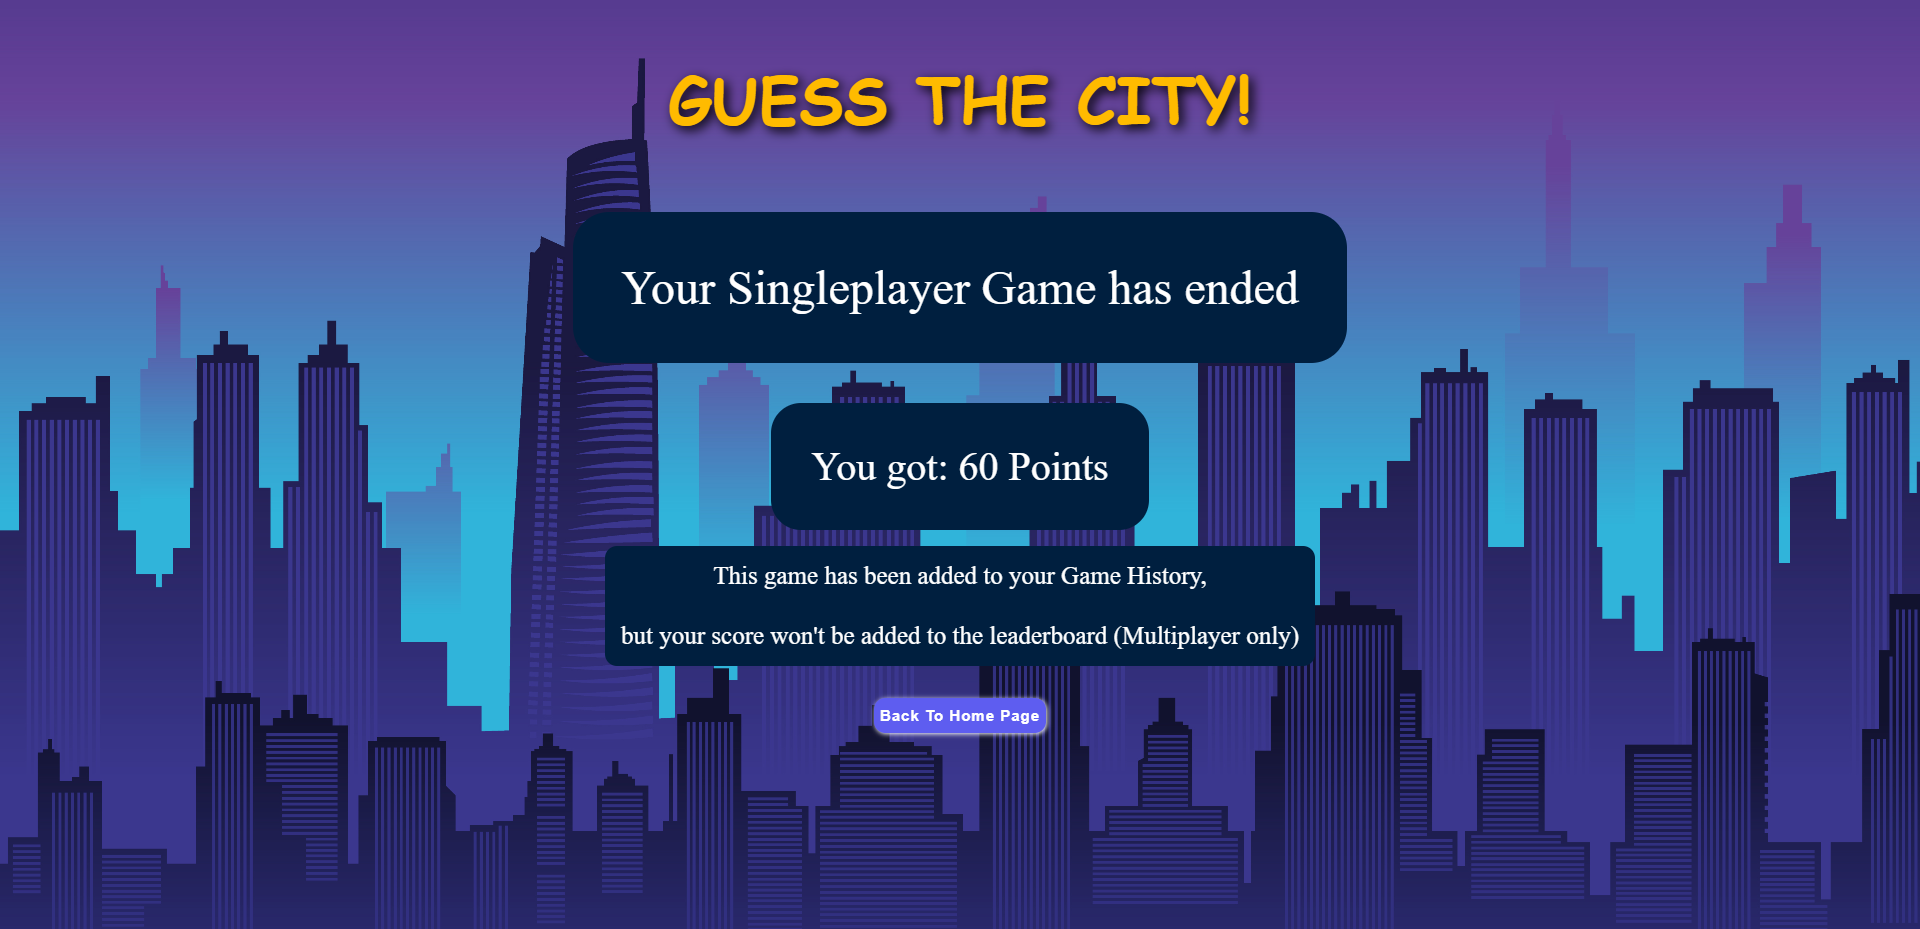 GUESS THE CITY!
Your Singleplayer Game has ended
You got: 60 Points
This game has been added to your Game History,
but your score won't be added to the leaderboard (Multiplayer only)
Back To Home Page